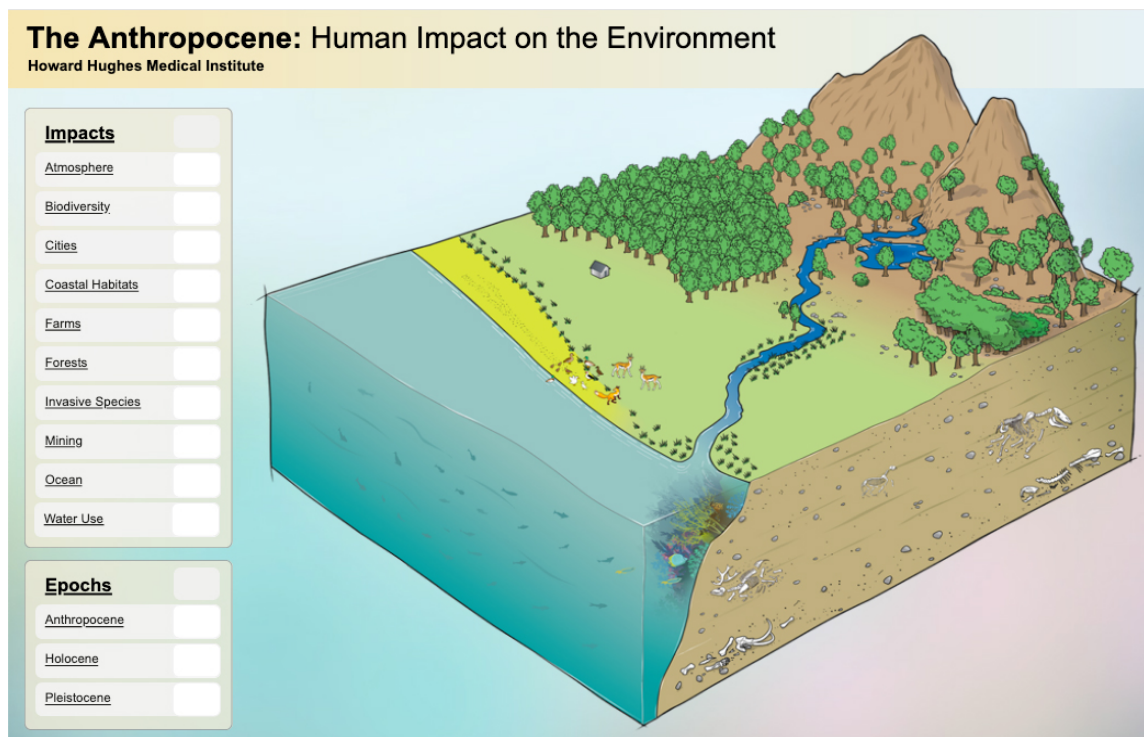 The Anthropocene: Human Impact on the Environment
Howard Hughes Medical Institute
Impacts
Atmosphere
Biodiversity
Cities
Coastal Habitats
Farms
Forests
Invasive Species
Mining
Ocean
Water Use
Epochs
Anthropocene
Holocene
Pleistocene